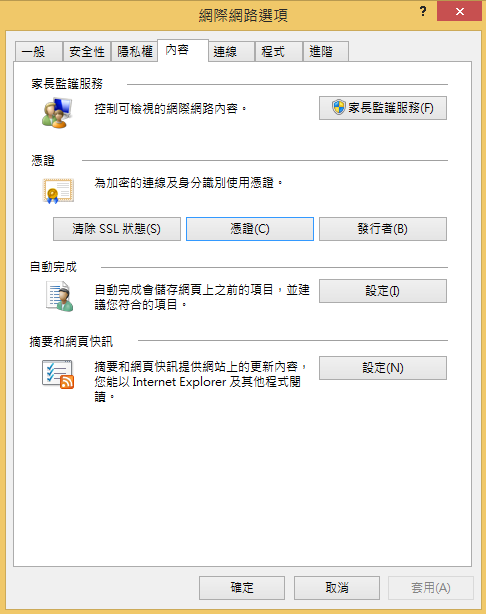 網際網路選項
?
一般 安全性 隱私權 內容 連線 程式 進階
家長監護服務
控制可檢視的網際網路內容。
家長監護服務(F)
憑證
為加密的連線及身分識別使用憑證。
清除 SSL 狀態(S) 憑證(C) 發行者(B)
自動完成
自動完成會儲存網頁上之前的項目，並建
議您符合的項目。
設定(I)
摘要和網頁快訊
摘要和網頁快訊提供網站上的更新內容，
您能以 Internet Explorer 及其他程式閱
讀。
設定(N)
確定 取消 套用(A)